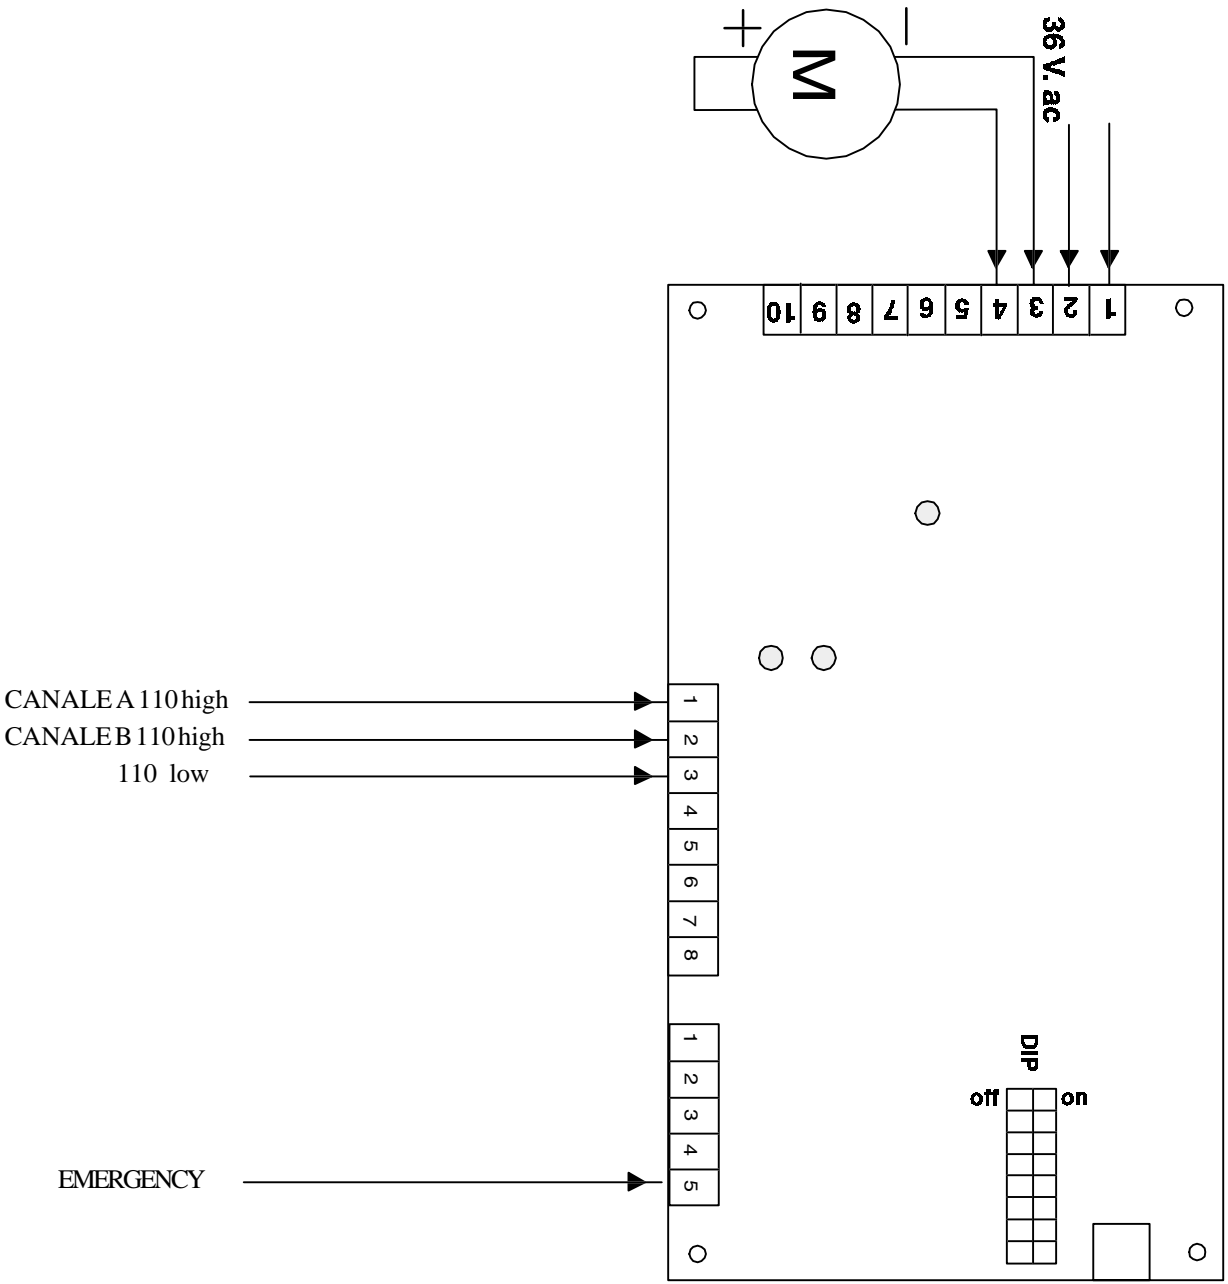 +
M
–
36 V. ac
10 9 8 7 6 5 4 3 2 1
CANALE A 110 high
CANALE B 110 high
110 low
1
2
3
4
5
6
7
8
1
2
3
4
5
EMERGENCY
DIP
off
on